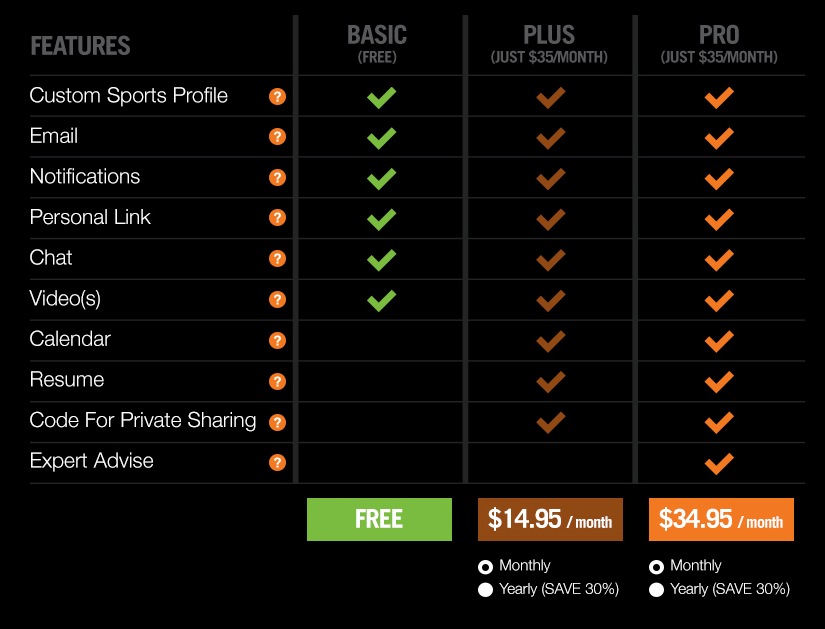 FEATURES
BASIC
(FREE)
PLUS
(JUST $35/MONTH)
PRO
(JUST $35/MONTH)
Custom Sports Profile ?
Email ?
Notifications ?
Personal Link ?
Chat ?
Video(s) ?
Calendar ?
Resume ?
Code For Private Sharing ?
Expert Advise ?
FREE
$14.95 / month
$34.95 / month
Monthly
Yearly (SAVE 30%)
Monthly
Yearly (SAVE 30%)